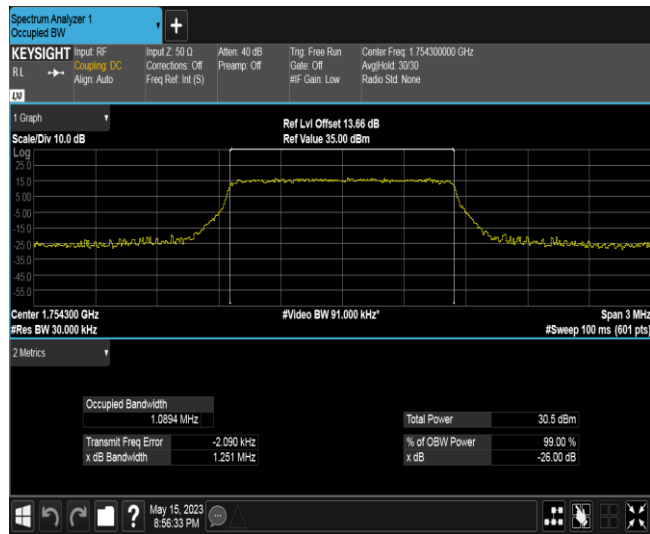 Spectrum Analyzer 1
Occupied BW
+
KEYSIGHT
RL
LXI
Input: RF
Coupling: DC
Align: Auto
Input Z: 50 Ω
Corrections: Off
Freq Ref: Int (S)
Atten: 40 dB
Preamp: Off
Trig: Free Run
Gate: Off
#IF Gain: Low
Center Freq: 1.754300000 GHz
Avg|Hold: 30/30
Radio Std: None
1 Graph
Scale/Div 10.0 dB
Ref Lvl Offset 13.66 dB
Ref Value 35.00 dBm
Log
25.0
15.0
5.00
-5.00
-15.0
-25.0
-35.0
-45.0
-55.0
Center 1.754300 GHz
#Video BW 91.000 kHz*
Span 3 MHz
#Res BW 30.000 kHz
#Sweep 100 ms (601 pts)
2 Metrics
Occupied Bandwidth
1.0894 MHz
Total Power 30.5 dBm
Transmit Freq Error -2.090 kHz
% of OBW Power 99.00 %
x dB Bandwidth 1.251 MHz
x dB -26.00 dB
?
May 15, 2023
8:56:33 PM